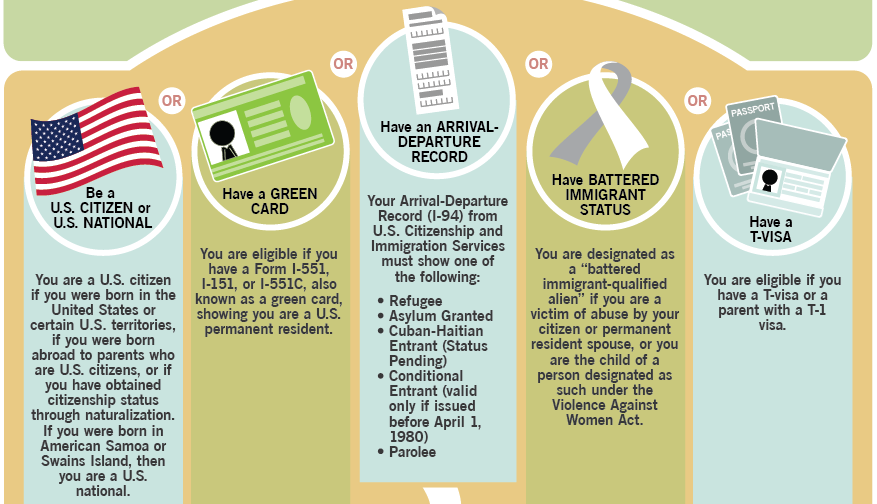 OR
OR
OR
OR
Be a
U.S. CITIZEN or
U.S. NATIONAL
You are a U.S. citizen
if you were born in the
United States or
certain U.S. territories,
if you were born
abroad to parents who
are U.S. citizens, or if
you have obtained
citizenship status
through naturalization.
If you were born in
American Samoa or
Swains Island, then
you are a U.S.
national.
Have a GREEN
CARD
You are eligible if you
have a Form I-551,
I-151, or I-551C, also
known as a green card,
showing you are a U.S.
permanent resident.
Have an ARRIVAL-
DEPARTURE
RECORD
Your Arrival-Departure
Record (I-94) from
U.S. Citizenship and
Immigration Services
must show one of
the following:
• Refugee
• Asylum Granted
• Cuban-Haitian
Entrant (Status
Pending)
• Conditional
Entrant (valid
only if issued
before April 1,
1980)
• Parolee
Have BATTERED
IMMIGRANT
STATUS
You are designated as
a “battered
immigrant-qualified
alien” if you are a
victim of abuse by your
citizen or permanent
resident spouse, or you
are the child of a
person designated as
such under the
Violence Against
Women Act.
PASSPORT
PAS
Have a
T-VISA
You are eligible if you
have a T-visa or a
parent with a T-1
visa.